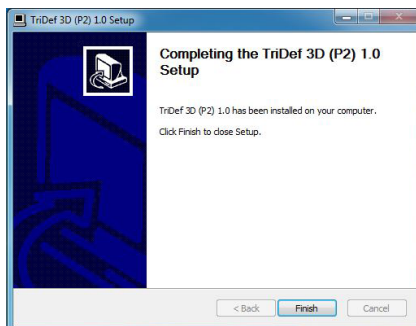 TriDef 3D (P2) 1.0 Setup
Completing the TriDef 3D (P2) 1.0
Setup
TriDef 3D (P2) 1.0 has been installed on your computer.
Click Finish to close Setup.
< Back
Finish
Cancel